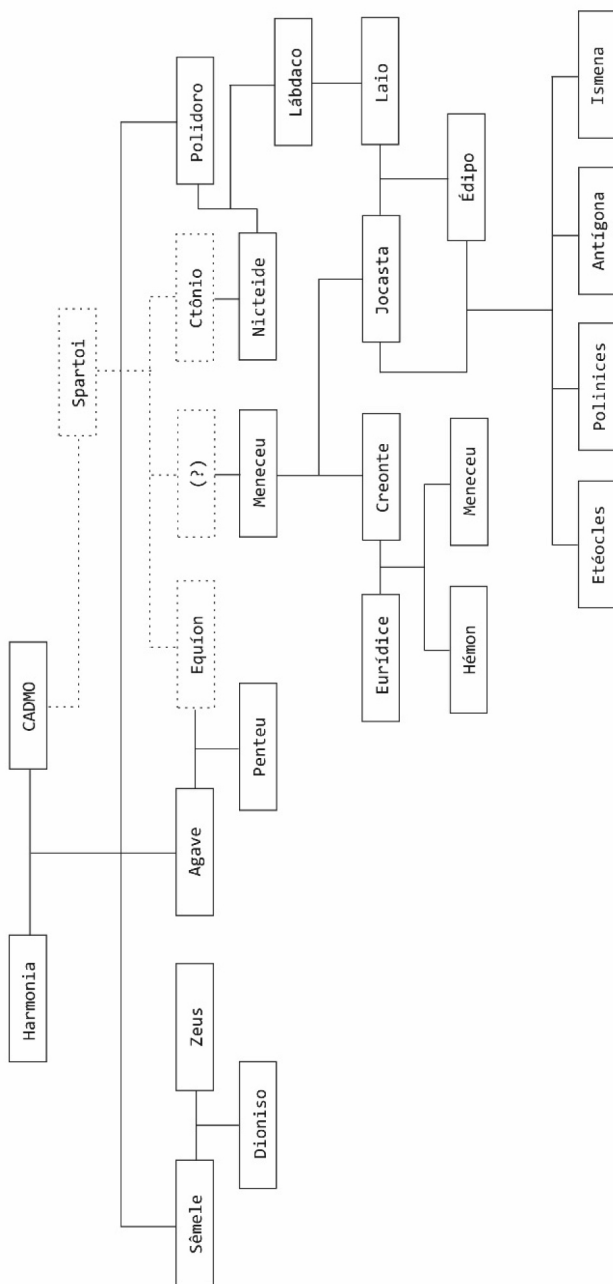 Harmonia
CADMO
Spartoi
Sêmele
Zeus
Agave
Equíon
(?)
Ctônio
Polidoro
Dioniso
Penteu
Meneceu
Nicteide
Lábdaco
Eurídice
Creonte
Jocasta
Laio
Hémon
Meneceu
Édipo
Etéocles
Polinices
Antígona
Ismena